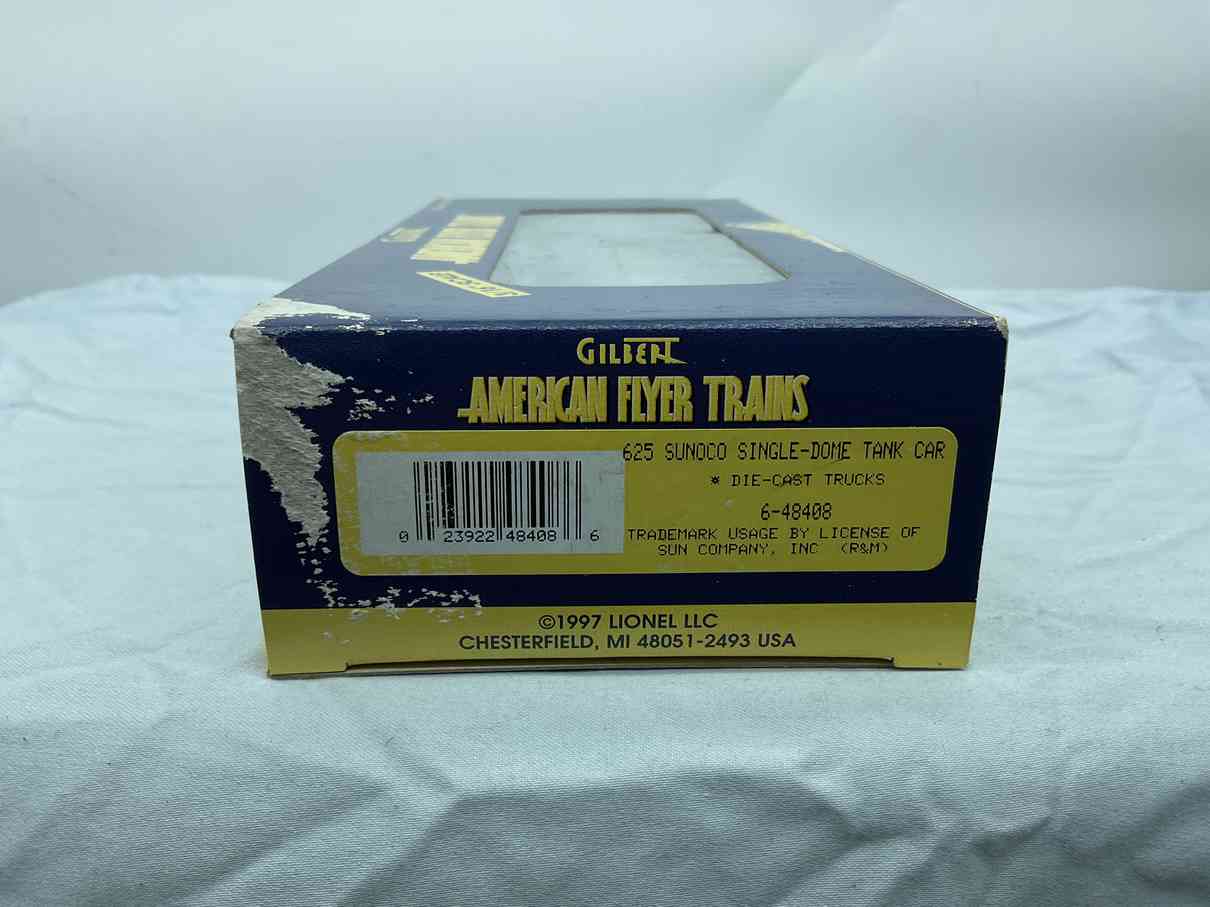 GILBERT
AMERICAN FLYER TRAINS
625 SUNOCO SINGLE-DOME TANK CAR
* DIE-CAST TRUCKS
6-48408
TRADEMARK USAGE BY LICENSE OF
SUN COMPANY, INC (R&M)
0 23922 48408 6
©1997 LIONEL LLC
CHESTERFIELD, MI 48051-2493 USA